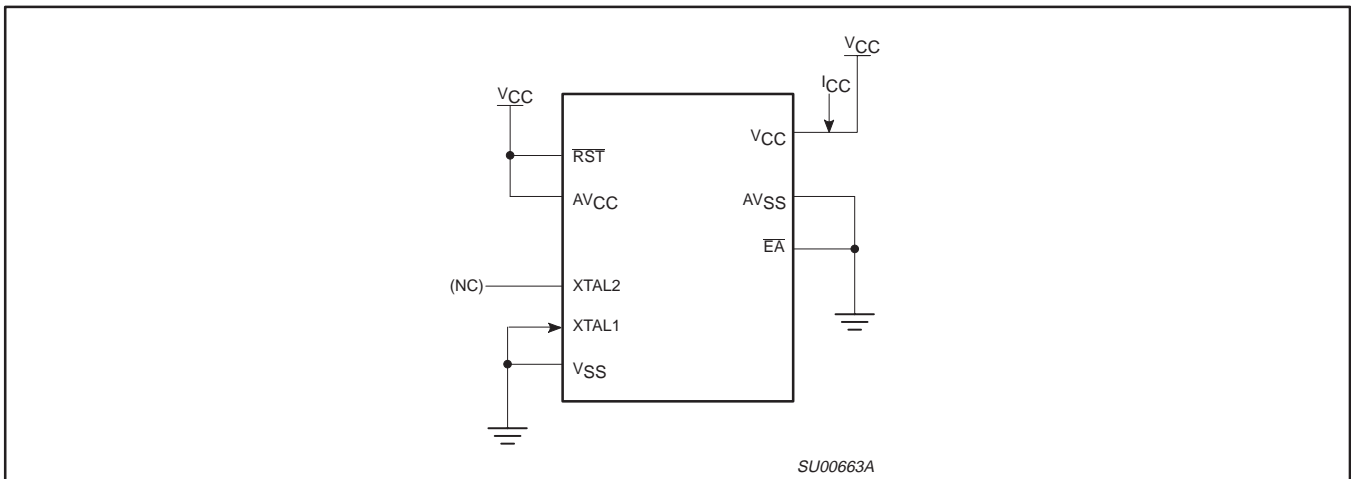 VCC
ICC
VCC
VCC
RST
AVCC
AVSS
EA
(NC)
XTAL2
XTAL1
VSS
SU00663A